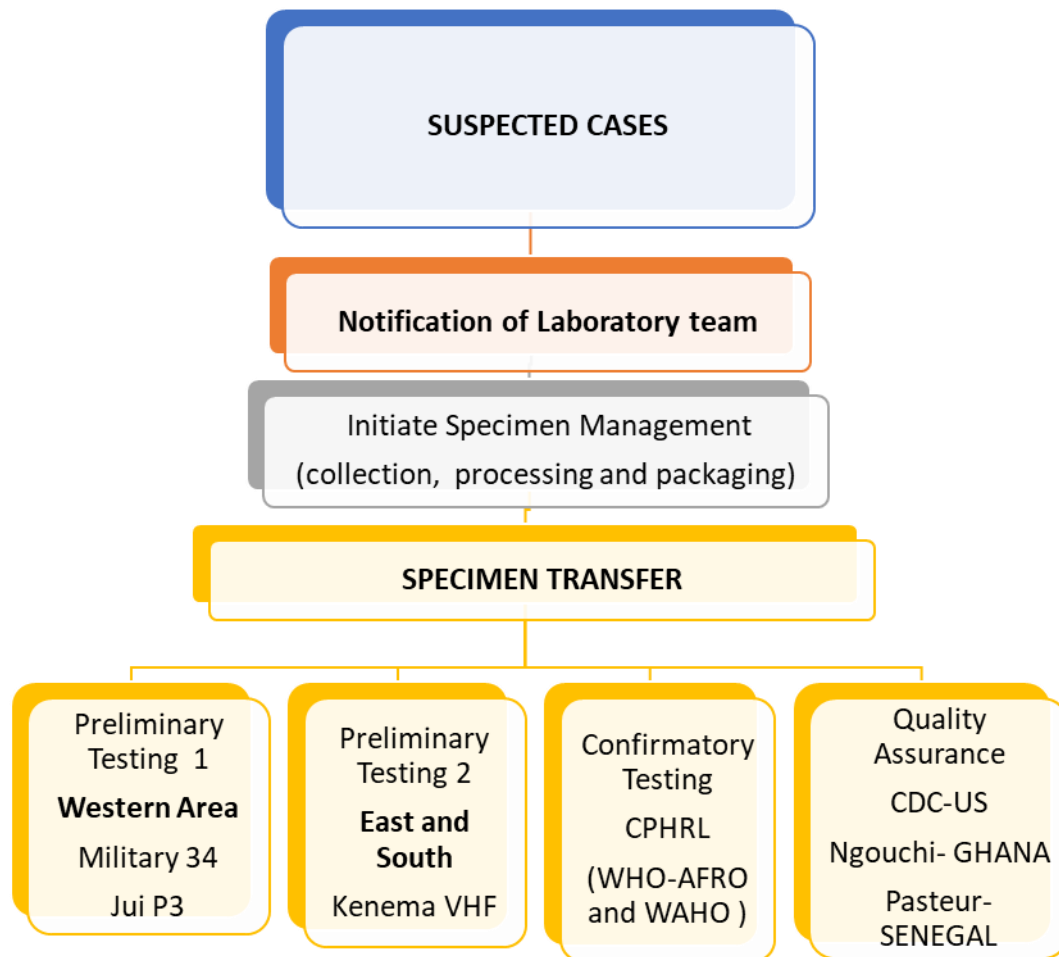 SUSPECTED CASES
Notification of Laboratory team
Initiate Specimen Management
(collection, processing and packaging)
SPECIMEN TRANSFER
Preliminary
Testing 1
Western Area
Military 34
Jui P3
Preliminary
Testing 2
East and
South
Kenema VHF
Confirmatory
Testing
CPHRL
(WHO-AFRO
and WAHO )
Quality
Assurance
CDC-US
Ngouchi- GHANA
Pasteur-
SENEGAL